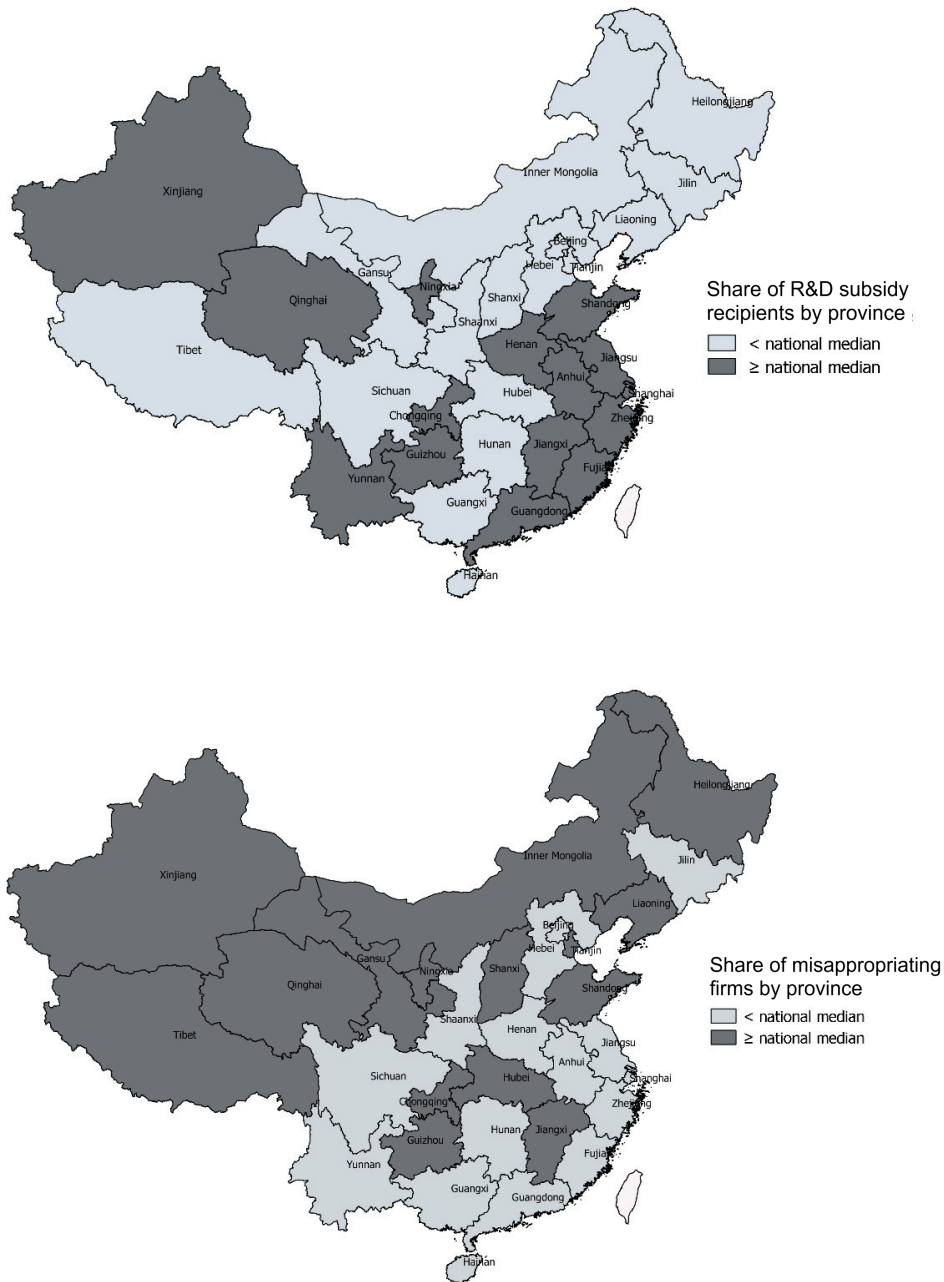 Heilongjiang
Jilin
Inner Mongolia
Xinjiang
Liaoning
Beijing
Hebei
Tianjin
Gansu
Ningxia
Shanxi
Qinghai
Shandong
Shaanxi
Henan
Tibet
Jiangsu
Anhui
Sichuan
Hubei
Shanghai
Chongqing
Zhejiang
Hunan
Jiangxi
Guizhou
Fujian
Yunnan
Guangxi
Guangdong
Hainan
Share of R&D subsidy
recipients by province
< national median
≥ national median
Heilongjiang
Inner Mongolia
Jilin
Xinjiang
Liaoning
Beijing
Hebei
Tianjin
Gansu
Shanxi
Ningxia
Qinghai
Shandong
Shaanxi
Henan
Tibet
Jiangsu
Anhui
Sichuan
Hubei
Shanghai
Chongqing
Zhejiang
Hunan
Jiangxi
Guizhou
Fujian
Yunnan
Guangxi
Guangdong
Hainan
Share of misappropriating
firms by province
< national median
≥ national median